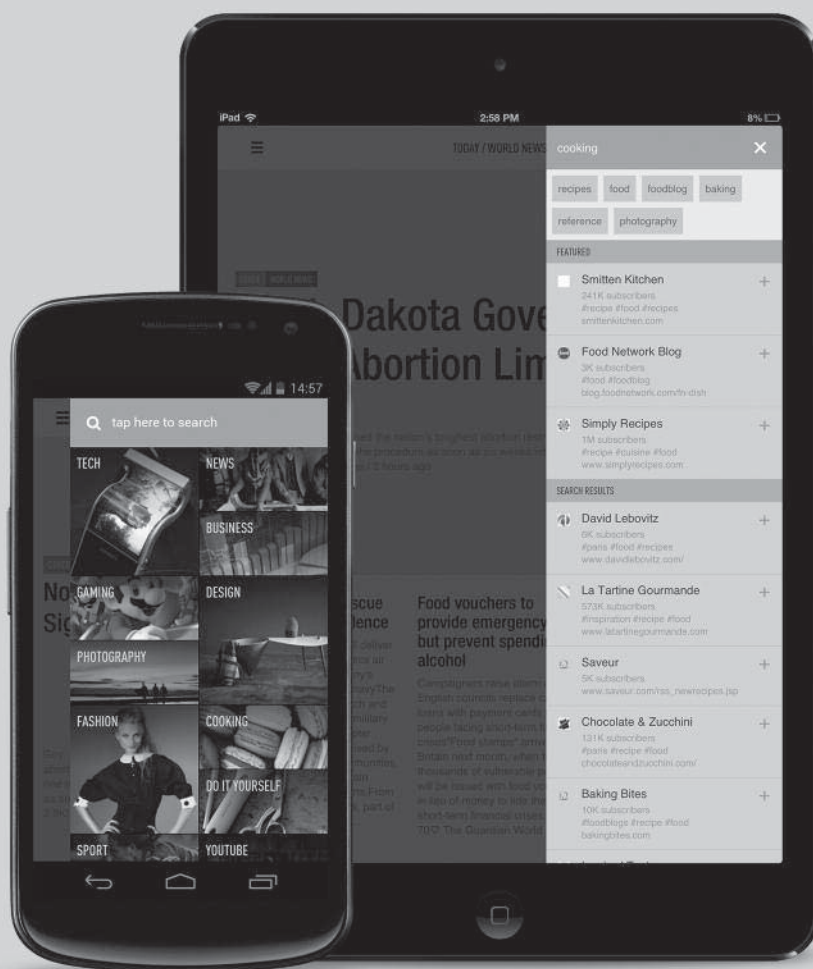 iPad
2:58 PM
8%
TODAY / WORLD NEWS
cooking
recipes food foodblog baking
reference photography
FEATURED
Smitten Kitchen
241K subscribers
#recipe #food #recipes
smittenkitchen.com
Food Network Blog
3K subscribers
#food #foodblog
blog.foodnetwork.com/fn-dish
Simply Recipes
1M subscribers
#recipe #cuisine #food
www.simplyrecipes.com
SEARCH RESULTS
David Lebovitz
6K subscribers
#paris #food #recipes
www.davidlebovitz.com/
La Tartine Gourmande
573K subscribers
#inspiration #recipe #food
www.latartinegourmande.com
Saveur
5K subscribers
www.saveur.com/rss_newrecipes.jsp
Chocolate & Zucchini
131K subscribers
#paris #recipe #food
chocolateandzucchini.com/
Baking Bites
10K subscribers
#foodblogs #recipe #food
bakingbites.com
WORLD NEWS
Dakota Gove
Abortion Lim
Food vouchers to
provide emergency
but prevent spendi
alcohol
14:57
tap here to search
TECH
NEWS
BUSINESS
GAMING
DESIGN
PHOTOGRAPHY
FASHION
COOKING
DO IT YOURSELF
SPORT
YOUTUBE